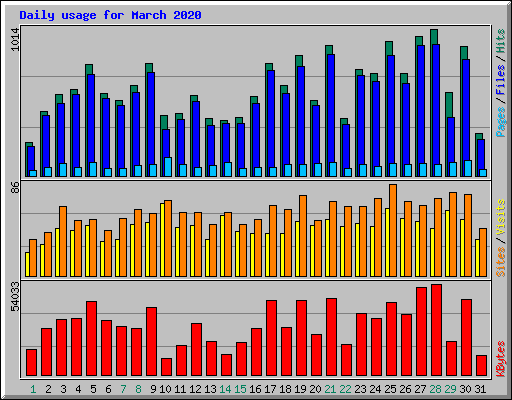 Daily usage for March 2020
1014
Pages / Files / Hits
86
Sites / Visits
54033
KBytes
1 2 3 4 5 6 7 8 9 10 11 12 13 14 15 16 17 18 19 20 21 22 23 24 25 26 27 28 29 30 31